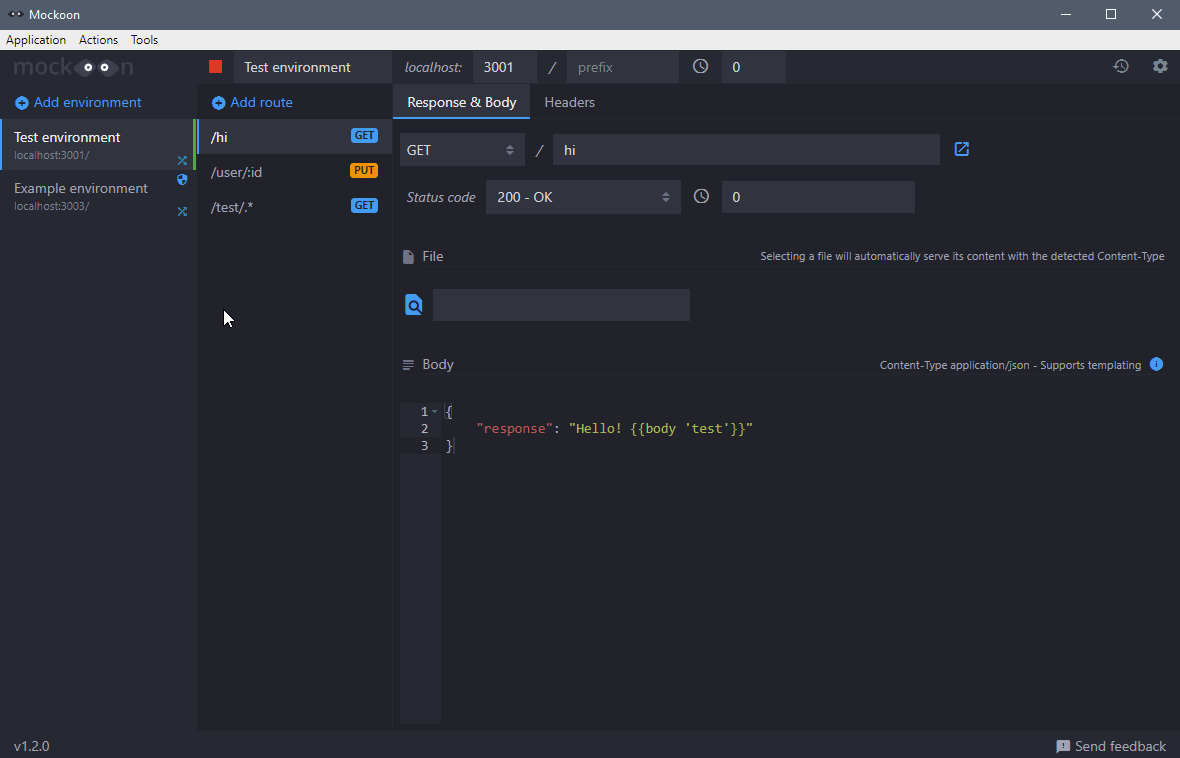 Mockoon
Application Actions Tools
mockoon
Test environment localhost: 3001 / prefix 0
Add environment
Test environment
localhost:3001/
Example environment
localhost:3003/
Add route
/hi GET
/user/:id PUT
/test/.* GET
Response & Body Headers
GET / hi
Status code 200 - OK 0
File Selecting a file will automatically serve its content with the detected Content-Type
Body Content-Type application/json - Supports templating
1 {
2 "response": "Hello! {{body 'test'}}"
3 }
v1.2.0 Send feedback